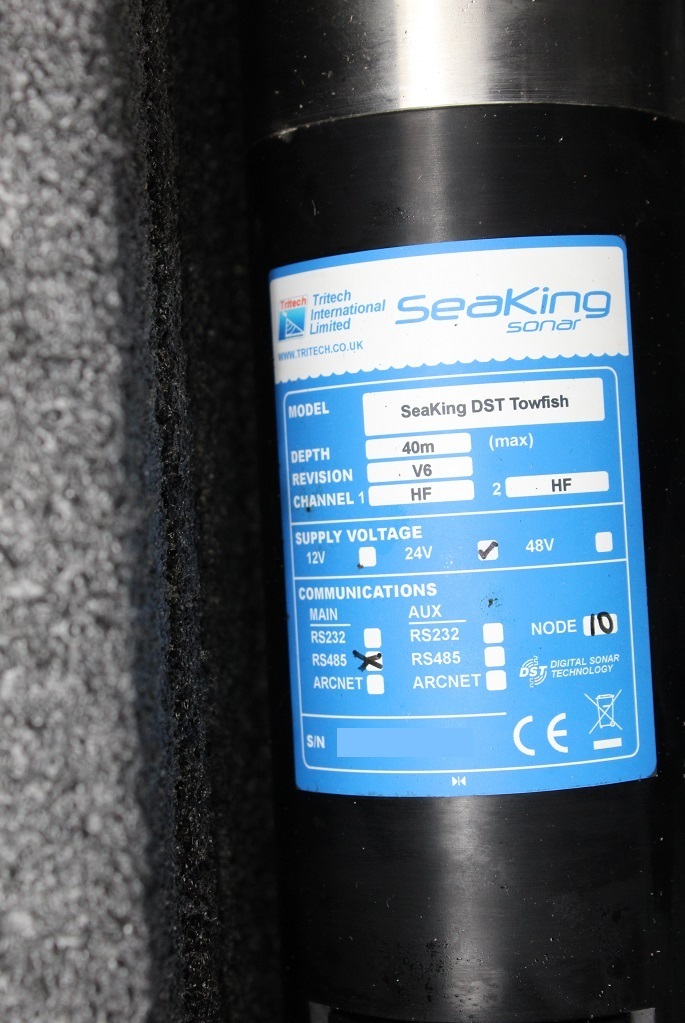 Tritech
Tritech
International
Limited
WWW.TRITECH.CO.UK
SeaKing
sonar
MODEL SeaKing DST Towfish
DEPTH 40m (max)
REVISION V6
CHANNEL 1 HF 2 HF
SUPPLY VOLTAGE
12V 24V ✓ 48V
COMMUNICATIONS
MAIN AUX
RS232 RS232 NODE 10
RS485 X RS485 DST DIGITAL SONAR
TECHNOLOGY
ARCNET ARCNET
S/N CE